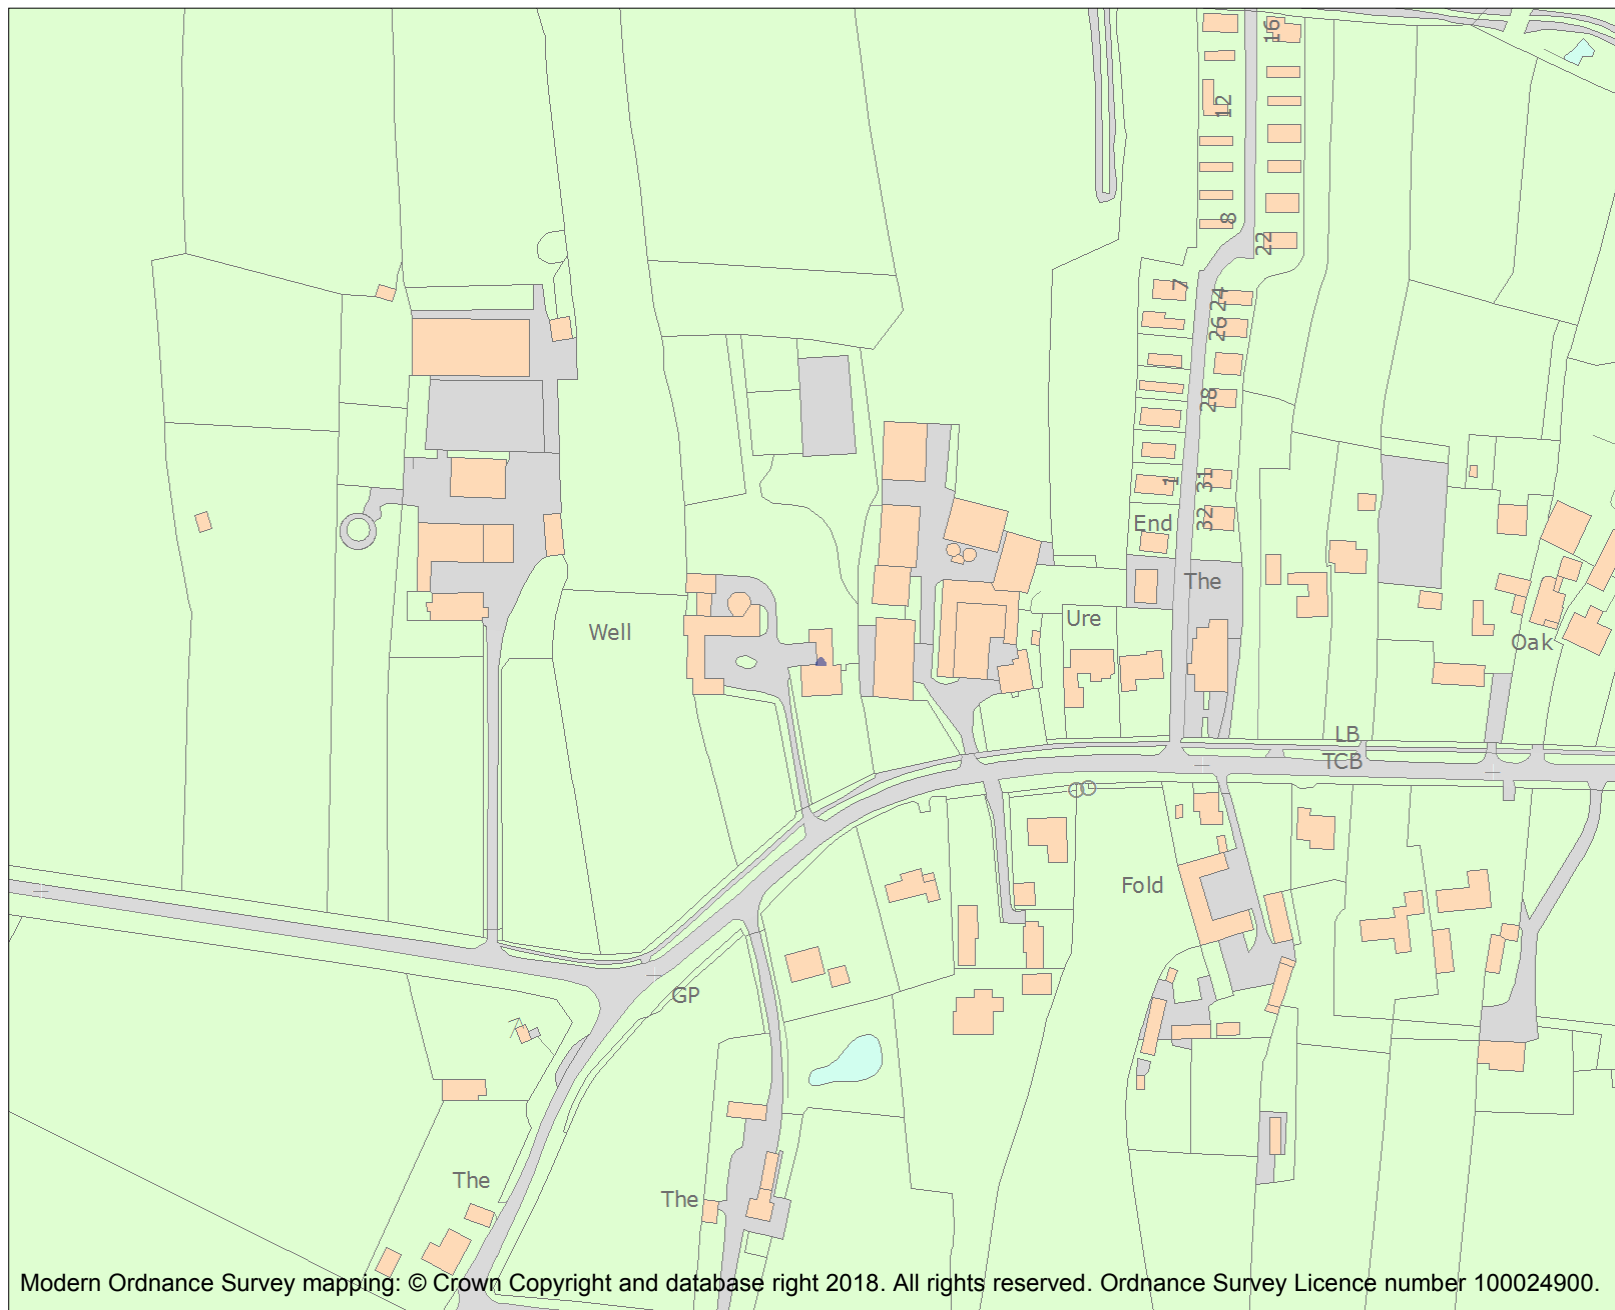 16
12
8
22
7
24
26
28
1
31
32
End
The
Ure
Well
Oak
LB
TCB
Fold
GP
The
The
Modern Ordnance Survey mapping: © Crown Copyright and database right 2018. All rights reserved. Ordnance Survey Licence number 100024900.